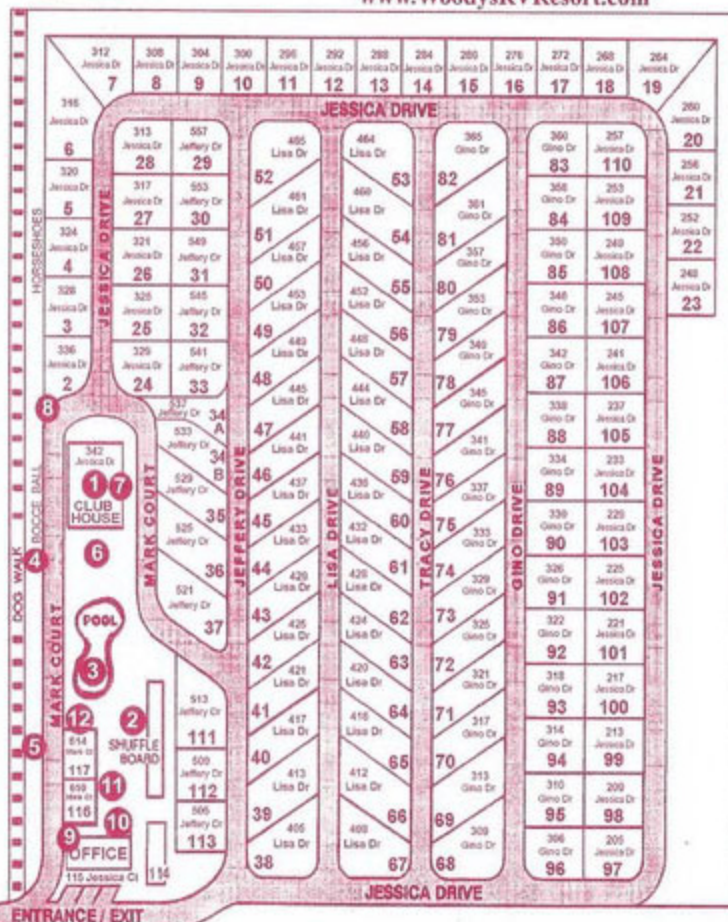 www.WoodysRVResort.com
312 Jessica Dr 7
308 Jessica Dr 8
304 Jessica Dr 9
300 Jessica Dr 10
296 Jessica Dr 11
292 Jessica Dr 12
288 Jessica Dr 13
284 Jessica Dr 14
280 Jessica Dr 15
276 Jessica Dr 16
272 Jessica Dr 17
268 Jessica Dr 18
264 Jessica Dr 19
260 Jessica Dr 20
256 Jessica Dr 21
252 Jessica Dr 22
248 Jessica Dr 23
JESSICA DRIVE
316 Jessica Dr 6
320 Jessica Dr 5
324 Jessica Dr 4
328 Jessica Dr 3
336 Jessica Dr 2
HORSESHOES
BOCCE BALL
DOG WALK
JESSICA DRIVE
313 Jessica Dr 28
317 Jessica Dr 27
321 Jessica Dr 26
325 Jessica Dr 25
329 Jessica Dr 24
557 Jeffery Dr 29
553 Jeffery Dr 30
549 Jeffery Dr 31
545 Jeffery Dr 32
541 Jeffery Dr 33
537 Jeffery Dr 34 A
533 Jeffery Dr 34 B
529 Jeffery Dr 35
525 Jeffery Dr 36
521 Jeffery Dr 37
513 Jeffery Dr 111
509 Jeffery Dr 112
505 Jeffery Dr 113
JEFFERY DRIVE
465 Lisa Dr 52
461 Lisa Dr 51
457 Lisa Dr 50
453 Lisa Dr 49
449 Lisa Dr 48
445 Lisa Dr 47
441 Lisa Dr 46
437 Lisa Dr 45
433 Lisa Dr 44
429 Lisa Dr 43
425 Lisa Dr 42
421 Lisa Dr 41
417 Lisa Dr 40
413 Lisa Dr 39
405 Lisa Dr 38
LISA DRIVE
464 Lisa Dr 53
460 Lisa Dr 54
456 Lisa Dr 55
452 Lisa Dr 56
448 Lisa Dr 57
444 Lisa Dr 58
440 Lisa Dr 59
436 Lisa Dr 60
432 Lisa Dr 61
428 Lisa Dr 62
424 Lisa Dr 63
420 Lisa Dr 64
416 Lisa Dr 65
412 Lisa Dr 66
408 Lisa Dr 67
TRACY DRIVE
365 Gino Dr 82
361 Gino Dr 81
357 Gino Dr 80
353 Gino Dr 79
349 Gino Dr 78
345 Gino Dr 77
341 Gino Dr 76
337 Gino Dr 75
333 Gino Dr 74
329 Gino Dr 73
325 Gino Dr 72
321 Gino Dr 71
317 Gino Dr 70
313 Gino Dr 69
309 Gino Dr 68
GINO DRIVE
360 Gino Dr 83
358 Gino Dr 84
350 Gino Dr 85
346 Gino Dr 86
342 Gino Dr 87
338 Gino Dr 88
334 Gino Dr 89
330 Gino Dr 90
326 Gino Dr 91
322 Gino Dr 92
318 Gino Dr 93
314 Gino Dr 94
310 Gino Dr 95
306 Gino Dr 96
257 Jessica Dr 110
253 Jessica Dr 109
249 Jessica Dr 108
245 Jessica Dr 107
241 Jessica Dr 106
237 Jessica Dr 105
233 Jessica Dr 104
229 Jessica Dr 103
225 Jessica Dr 102
221 Jessica Dr 101
217 Jessica Dr 100
213 Jessica Dr 99
209 Jessica Dr 98
205 Jessica Dr 97
JESSICA DRIVE
8
342
Jessica Dr
1 7
CLUB
HOUSE
4
6
MARK COURT
MARK COURT
POOL
3
12
2
SHUFFLE
BOARD
5
614 Mark Ct 117
11
Mark Ct 116
10
9
OFFICE
115 Jessica Ct
114
JESSICA DRIVE
ENTRANCE / EXIT